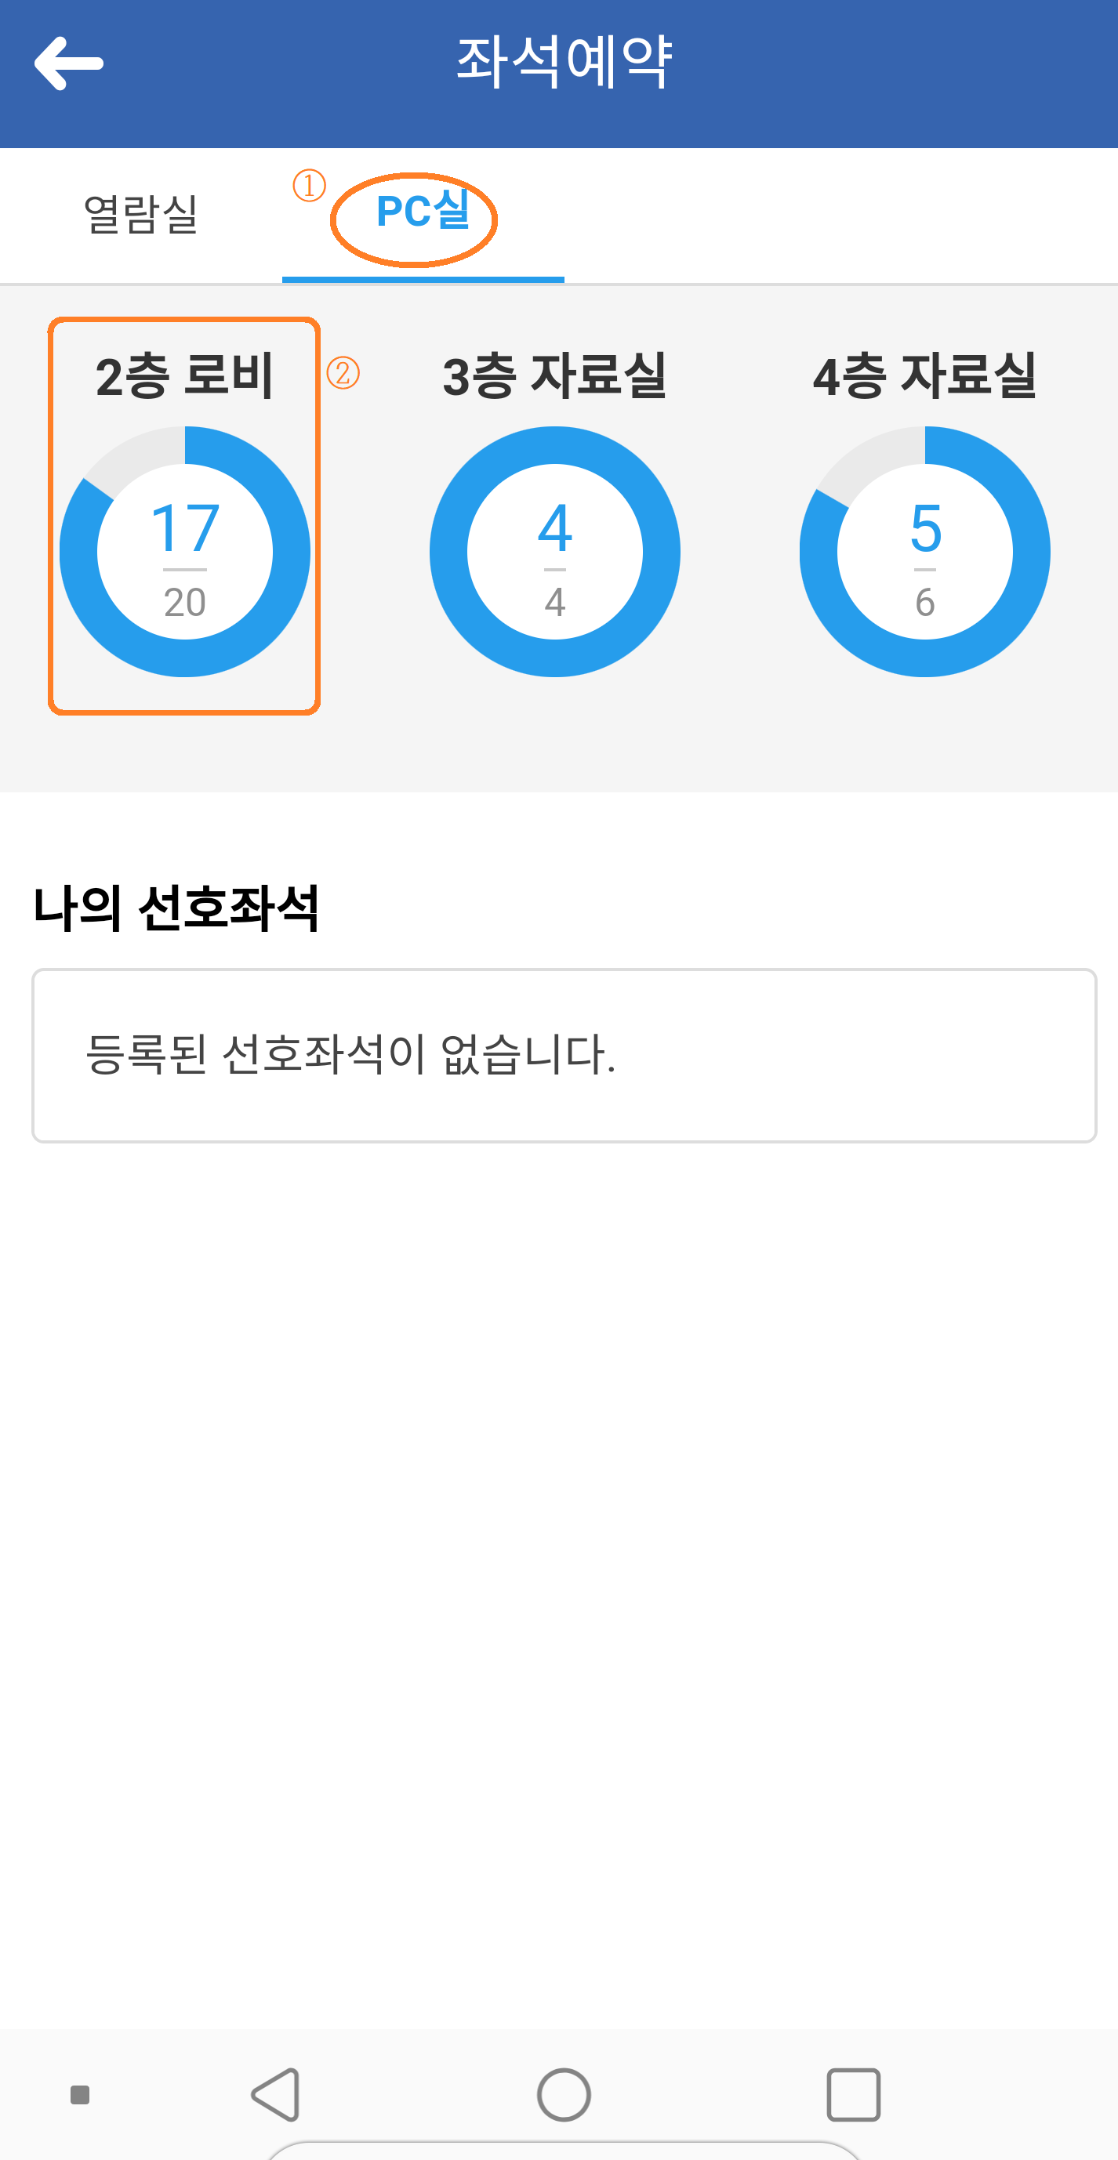 좌석예약
열람실
① PC실
2층 로비 ② 3층 자료실 4층 자료실
17 4 5
20 4 6
나의 선호좌석
등록된 선호좌석이 없습니다.